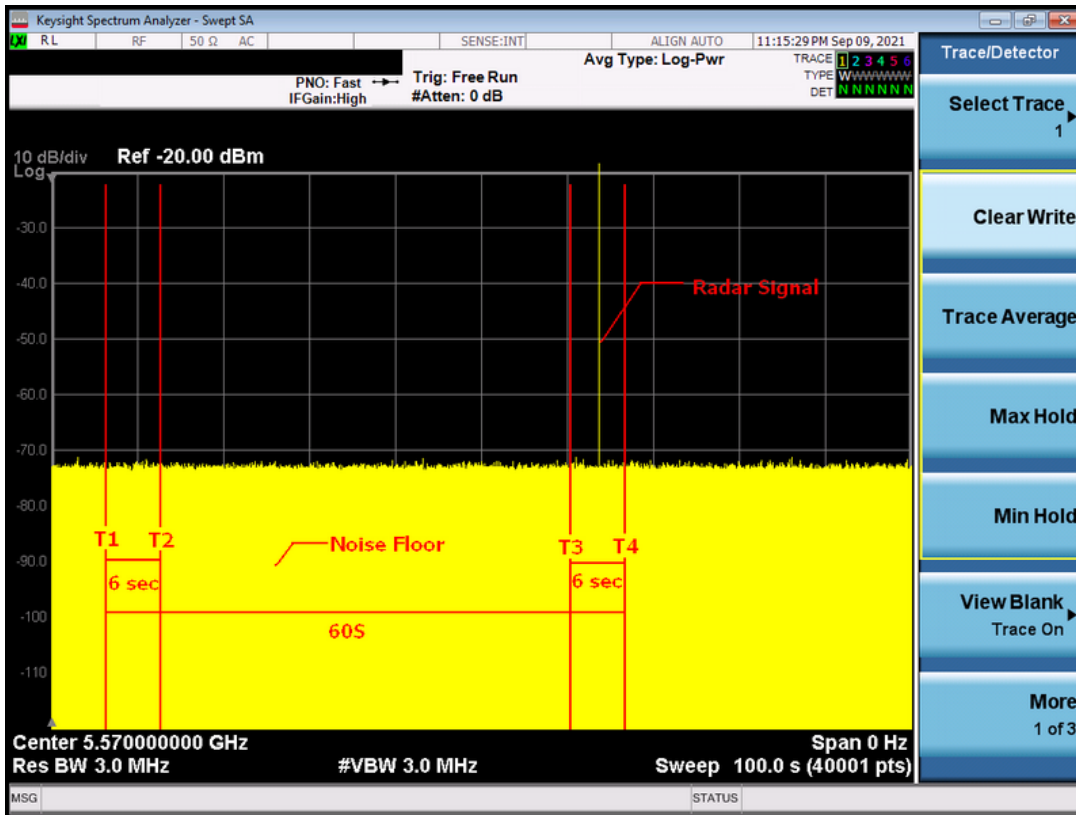 Keysight Spectrum Analyzer - Swept SA
LXI RL RF 50 Ω AC SENSE:INT ALIGN AUTO 11:15:29 PM Sep 09, 2021
Trace/Detector
Avg Type: Log-Pwr
TRACE 1 2 3 4 5 6
PNO: Fast
Trig: Free Run
TYPE WWWWWWW
IFGain:High
#Atten: 0 dB
DET N N N N N N
Select Trace
1
10 dB/div Ref -20.00 dBm
Log
-30.0
-40.0
-50.0
-60.0
-70.0
-80.0
-90.0
-100
-110
Radar Signal
T1 T2
Noise Floor
T3 T4
6 sec
6 sec
60S
Clear Write
Trace Average
Max Hold
Min Hold
View Blank
Trace On
More
1 of 3
Center 5.570000000 GHz
Span 0 Hz
Res BW 3.0 MHz
#VBW 3.0 MHz
Sweep 100.0 s (40001 pts)
MSG
STATUS